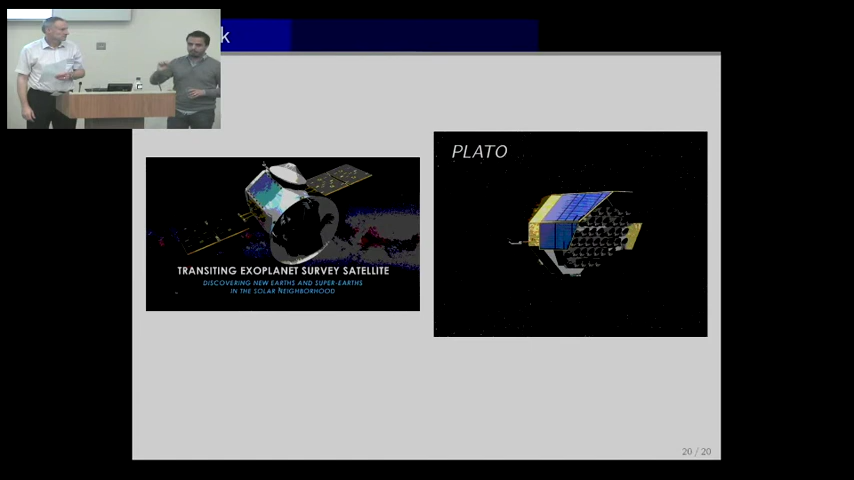 k
PLATO
TRANSITING EXOPLANET SURVEY SATELLITE
DISCOVERING NEW EARTHS AND SUPER-EARTHS
IN THE SOLAR NEIGHBORHOOD
20 / 20